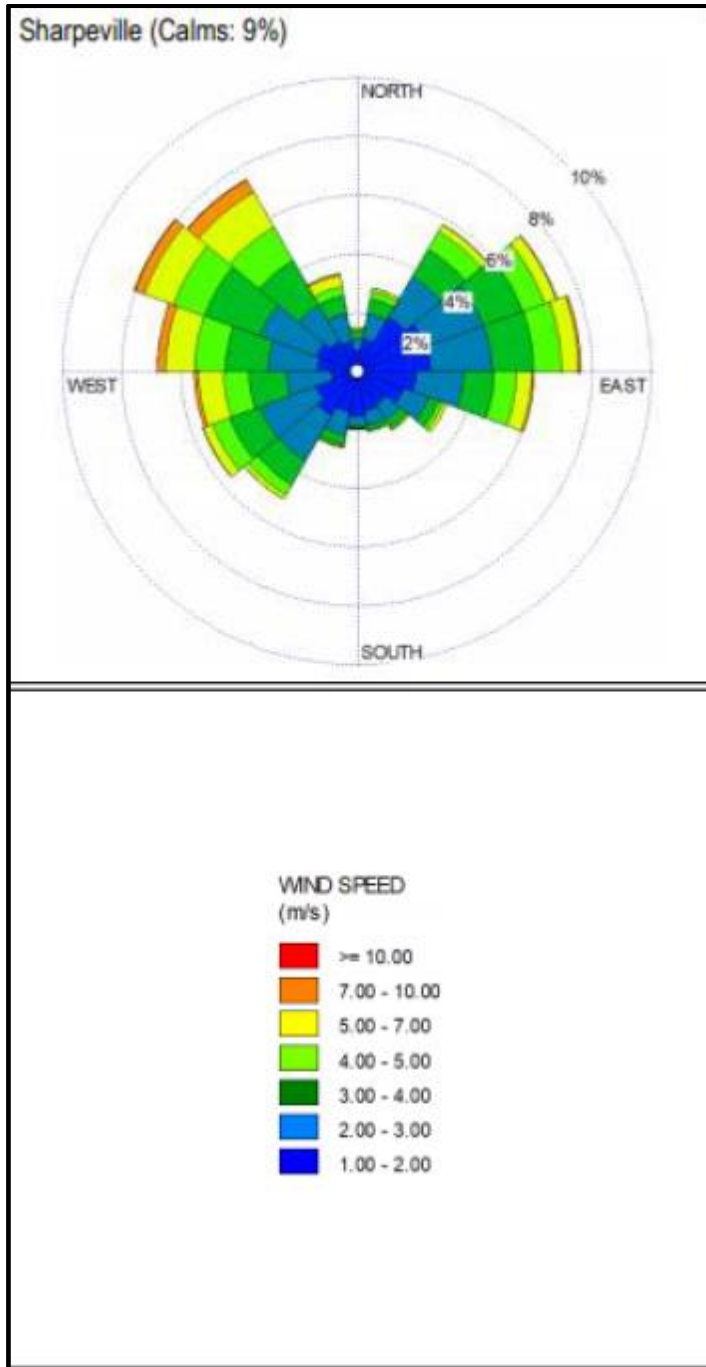 Sharpeville (Calms: 9%)
NORTH
10%
8%
6%
4%
2%
WEST
EAST
SOUTH
WIND SPEED
(m/s)
>= 10.00
7.00 - 10.00
5.00 - 7.00
4.00 - 5.00
3.00 - 4.00
2.00 - 3.00
1.00 - 2.00